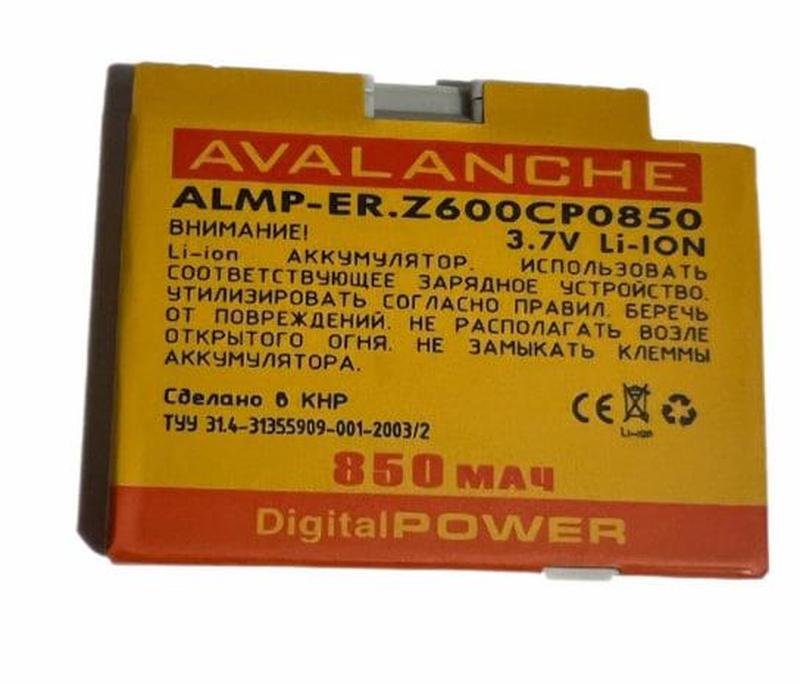 AVALANCHE
ALMP-ER.Z600CP0850
ВНИМАНИЕ! 3.7V Li-ION
Li-ion АККУМУЛЯТОР. ИСПОЛЬЗОВАТЬ
СООТВЕТСТВУЮЩЕЕ ЗАРЯДНОЕ УСТРОЙСТВО.
УТИЛИЗИРОВАТЬ СОГЛАСНО ПРАВИЛ. БЕРЕЧЬ
ОТ ПОВРЕЖДЕНИЙ. НЕ РАСПОЛАГАТЬ ВОЗЛЕ
ОТКРЫТОГО ОГНЯ. НЕ ЗАМЫКАТЬ КЛЕММЫ
АККУМУЛЯТОРА.
Сделано в КНР
ТУУ 31.4-31355909-001-2003/2
CE
Li-ion
850 МАЧ
DigitalPOWER